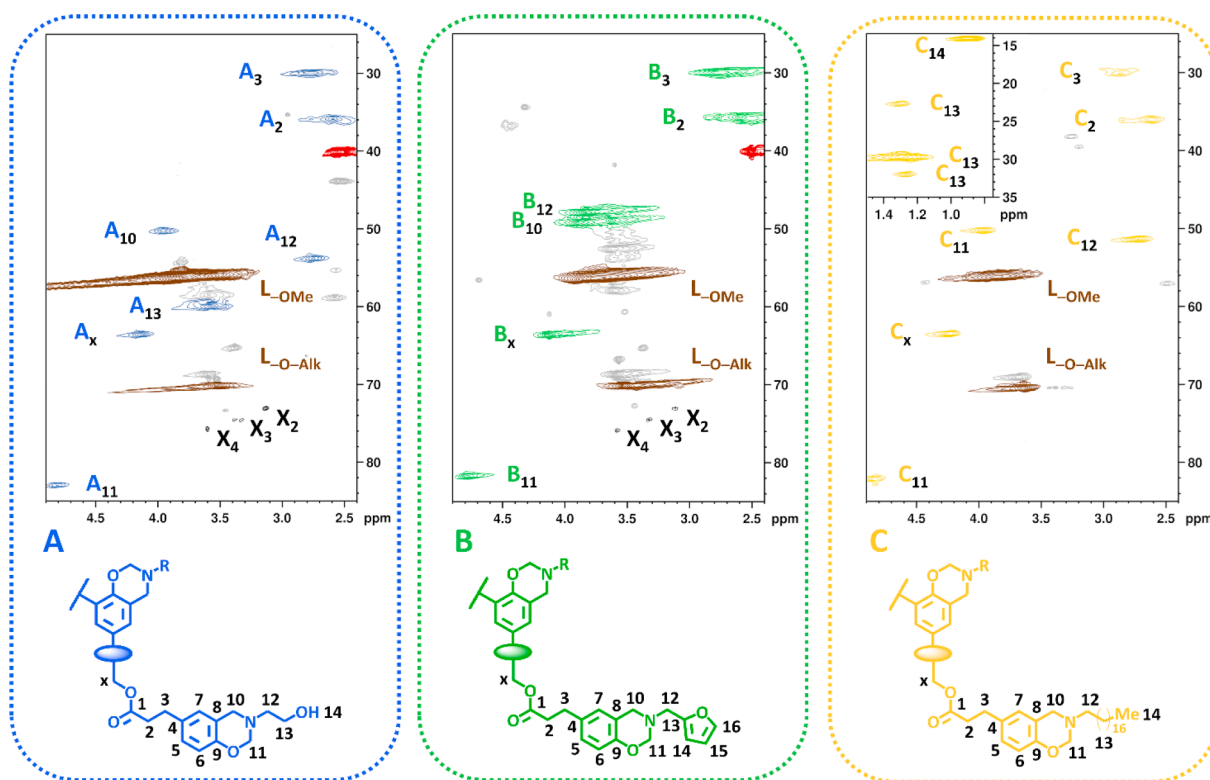 A3
A2
A10
A12
A13
L–OMe
Ax
L–O–Alk
X4 X3 X2
A11
30
40
50
60
70
80
4.5 4.0 3.5 3.0 2.5 ppm
B3
B2
B12
B10
L–OMe
Bx
L–O–Alk
X4 X3 X2
B11
30
40
50
60
70
80
4.5 4.0 3.5 3.0 2.5 ppm
C14
C13
C13
C13
15
20
25
30
35
1.4 1.0 ppm
C3
C2
C11
C12
L–OMe
Cx
L–O–Alk
C11
30
40
50
60
70
80
4.5 4.0 3.5 3.0 2.5 ppm
A
O N–R
x
O
1 3 7 10 12
O 2 4 8 N OH 14
5 6 9 O 11 13
B
O N–R
x
O
1 3 7 10 12 O
O 2 4 8 N 13 16
5 6 9 O 11 14 15
C
O N–R
x
O
1 3 7 10 12
O 2 4 8 N ( )16 Me 14
5 6 9 O 11 13